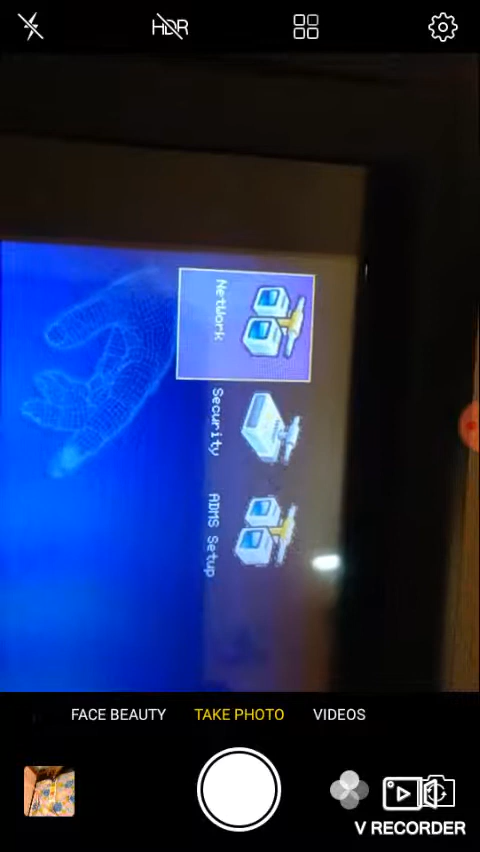 HDR
Network
Security
ADMS Setup
FACE BEAUTY
TAKE PHOTO
VIDEOS
V RECORDER